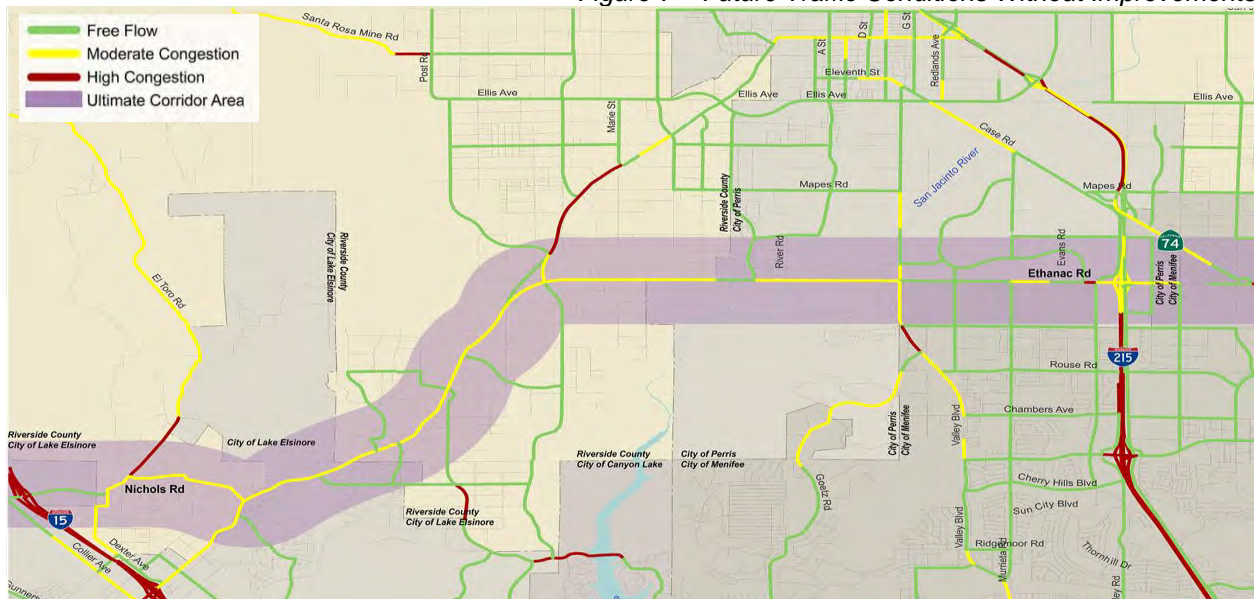 Figure 7 – Future Traffic Conditions Without Improvements
Free Flow
Moderate Congestion
High Congestion
Ultimate Corridor Area
Santa Rosa Mine Rd
Post Rd
Ellis Ave
Marie St
Ellis Ave
Ellis Ave
A St
D St
G St
Eleventh St
Redlands Ave
Ellis Ave
Case Rd
San Jacinto River
Mapes Rd
Mapes Rd
Riverside County
City of Perris
River Rd
Evans Rd
Ethanac Rd
CALIFORNIA
74
City of Perris
City of Menifee
Riverside County
City of Lake Elsinore
El Toro Rd
215
Rouse Rd
Chambers Ave
City of Perris
City of Menifee
Valley Blvd
Riverside County
City of Lake Elsinore
City of Lake Elsinore
Riverside County
City of Canyon Lake
City of Perris
City of Menifee
Goetz Rd
Cherry Hills Blvd
Sun City Blvd
Nichols Rd
15
Riverside County
City of Lake Elsinore
Valley Blvd
Ridgemoor Rd
Murrieta Rd
Thornhill Dr
Dexter Ave
Collier Ave